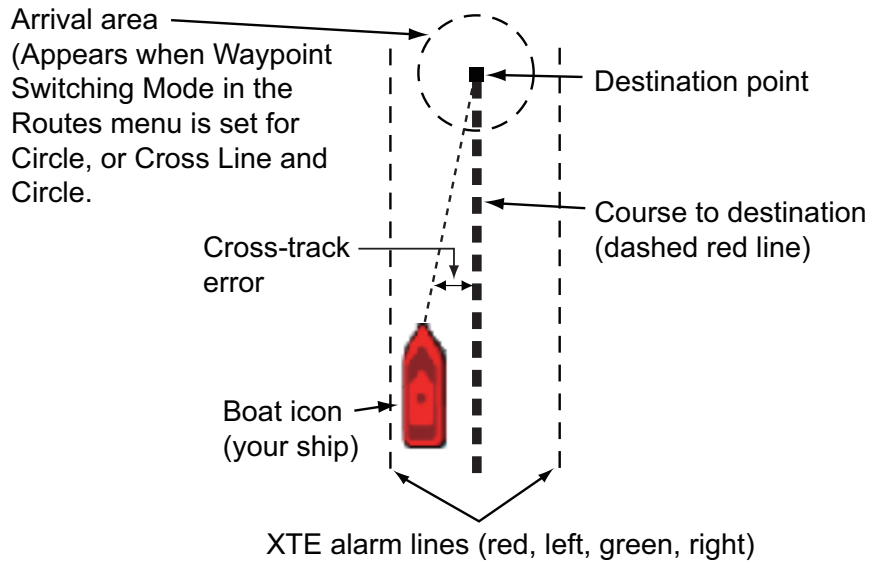 Arrival area
(Appears when Waypoint
Switching Mode in the
Routes menu is set for
Circle, or Cross Line and
Circle.
Destination point
Course to destination
(dashed red line)
Cross-track
error
Boat icon
(your ship)
XTE alarm lines (red, left, green, right)